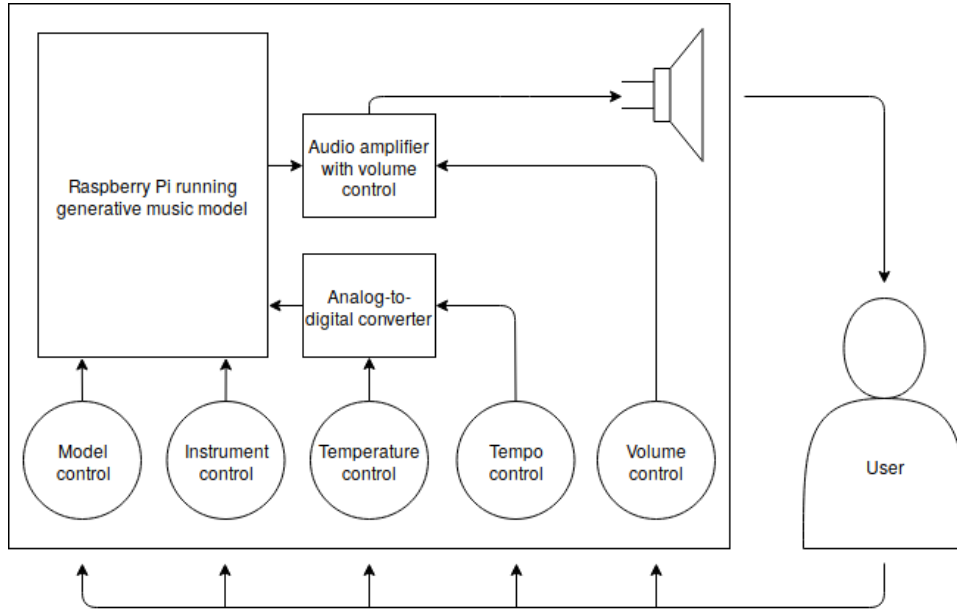 Audio amplifier
with volume
control
Raspberry Pi running
generative music model
Analog-to-
digital converter
Model
control
Instrument
control
Temperature
control
Tempo
control
Volume
control
User